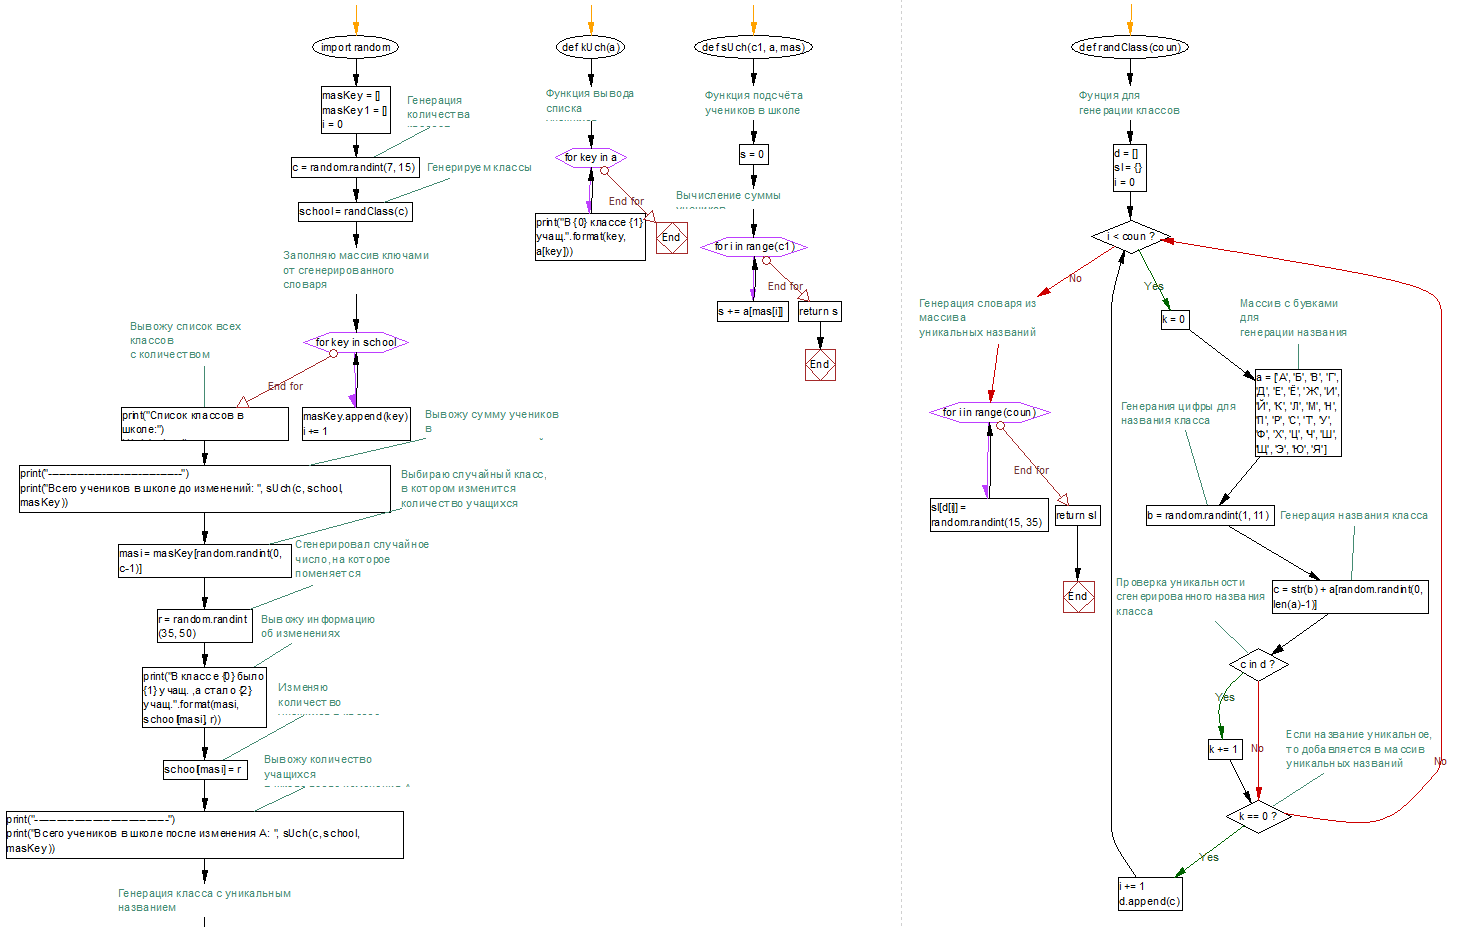 import random
masKey = []
masKey1 = []
i = 0
Генерация
количества
c = random.randint(7, 15)
Генерируем классы
school = randClass(c)
Заполняю массив ключами
от сгенерированного
словаря
Вывожу список всех
классов
с количеством
for key in school
End for
print("Список классов в
школе:")
masKey.append(key)
i += 1
Вывожу сумму учеников
в
print("--------------------------------------------")
print("Всего учеников в школе до изменений: ", sUch(c, school,
masKey))
Выбираю случайный класс,
в котором изменится
количество учащихся
masi = masKey[random.randint(0,
c-1)]
Сгенерировал случайное
число, на которое
поменяется
r = random.randint
(35, 50)
Вывожу информацию
об изменениях
print("В классе {0} было
{1} учащ. ,а стало {2}
учащ.".format(masi,
school[masi], r))
Изменяю
количество
school[masi] = r
Вывожу количество
учащихся
print("--------------------------------------------")
print("Всего учеников в школе после изменения А: ", sUch(c, school,
masKey))
Генерация класса с уникальным
названием
def kUch(a)
Функция вывода
списка
for key in a
End for
print("В {0} классе {1}
учащ.".format(key,
a[key]))
End
def sUch(c1, a, mas)
Функция подсчёта
учеников в школе
s = 0
Вычисление суммы
for i in range(c1)
End for
s += a[mas[i]]
return s
End
def randClass(coun)
Фунция для
генерации классов
d = []
sl = {}
i = 0
i < coun ?
No
Yes
Генерация словаря из
массива
уникальных названий
k = 0
Массив с бувками
для
генерации названия
for i in range(coun)
End for
sl[d[i]] =
random.randint(15, 35)
return sl
End
a = ['А', 'Б', 'В', 'Г',
'Д', 'Е', 'Ё', 'Ж', 'И',
'Й', 'К', 'Л', 'М', 'Н',
'П', 'Р', 'С', 'Т', 'У',
'Ф', 'Х', 'Ц', 'Ч', 'Ш',
'Щ', 'Э', 'Ю', 'Я']
Генерания цифры для
названия класса
b = random.randint(1, 11)
Генерация названия класса
c = str(b) + a[random.randint(0,
len(a)-1)]
Проверка уникальности
сгенерированного названия
класса
c in d ?
Yes
No
k += 1
Если название уникальное,
то добавляется в массив
уникальных названий
k == 0 ?
No
Yes
i += 1
d.append(c)